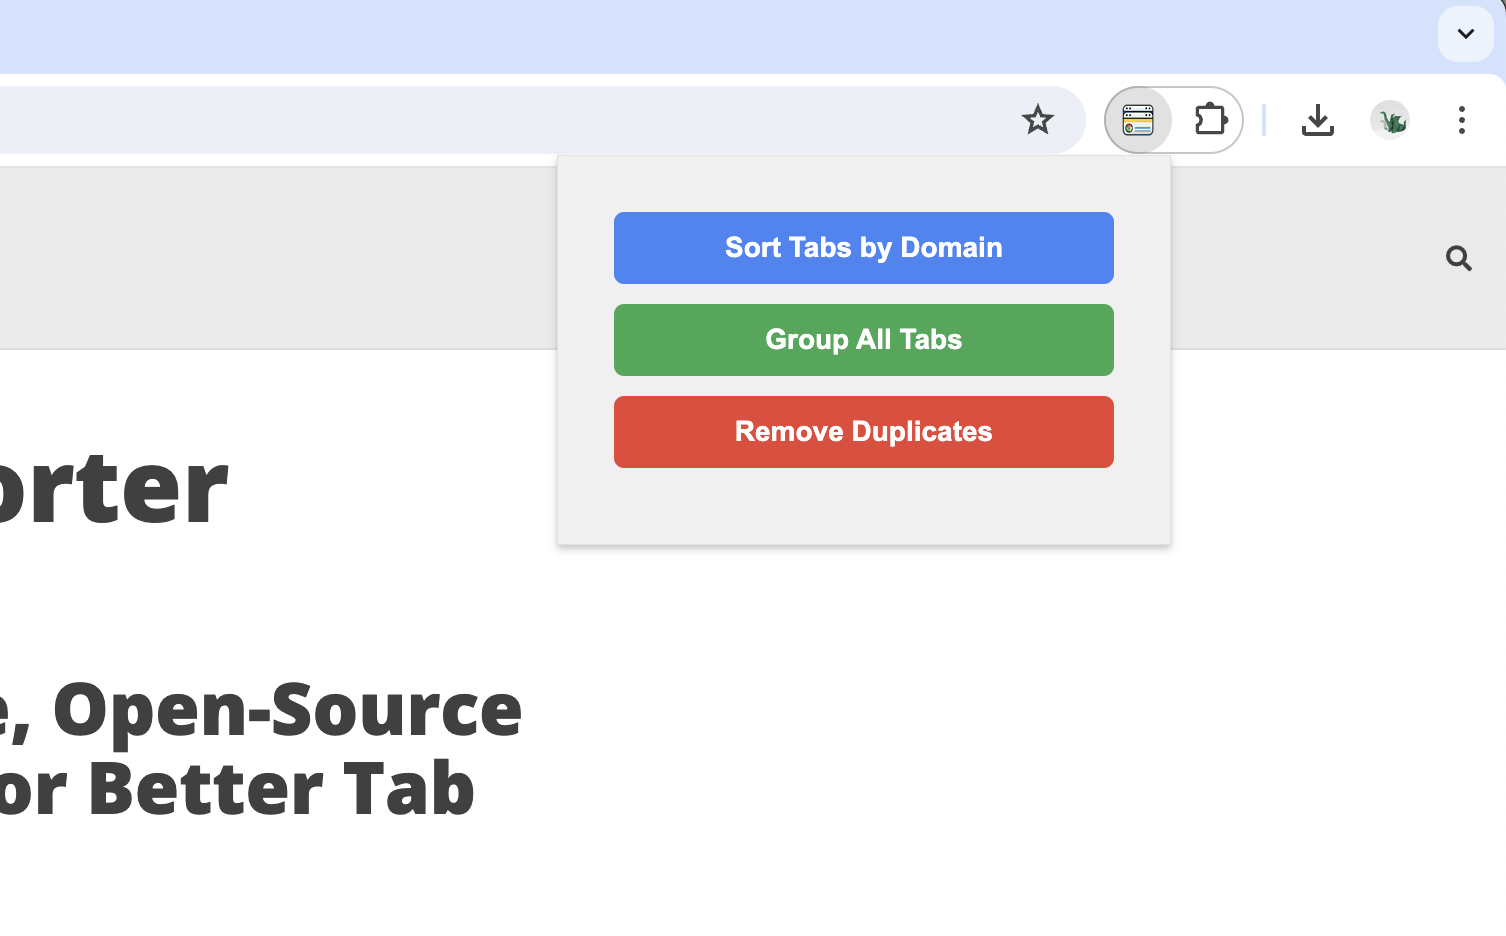 Sort Tabs by Domain
Group All Tabs
Remove Duplicates
orter
e, Open-Source
or Better Tab